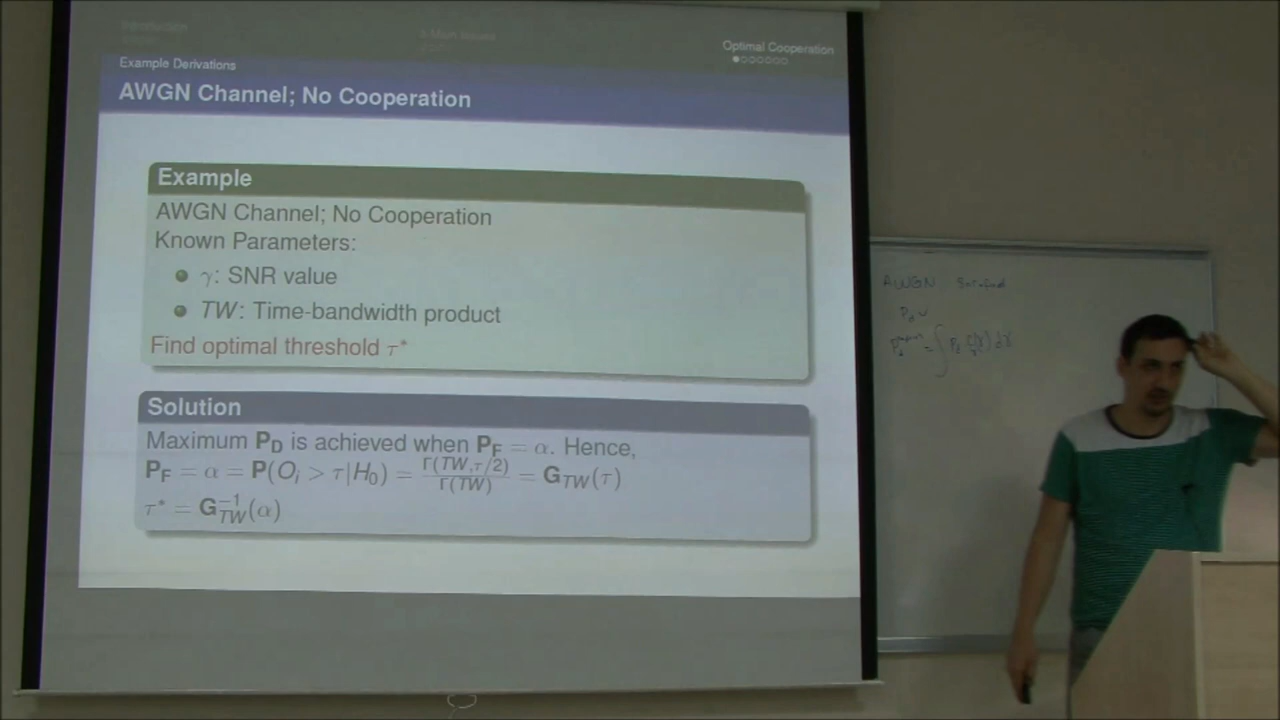 Introduction
Optimal Cooperation
Example Derivations
AWGN Channel; No Cooperation
Example
AWGN Channel; No Cooperation
Known Parameters:
γ: SNR value
TW: Time-bandwidth product
Find optimal threshold τ*
Solution
Maximum P_D is achieved when P_F = α. Hence,
P_F = α = P(O_i > τ|H_0) = Γ(TW,τ/2)/Γ(TW) = G_TW(τ)
τ* = G_TW^{-1}(α)
AWGN